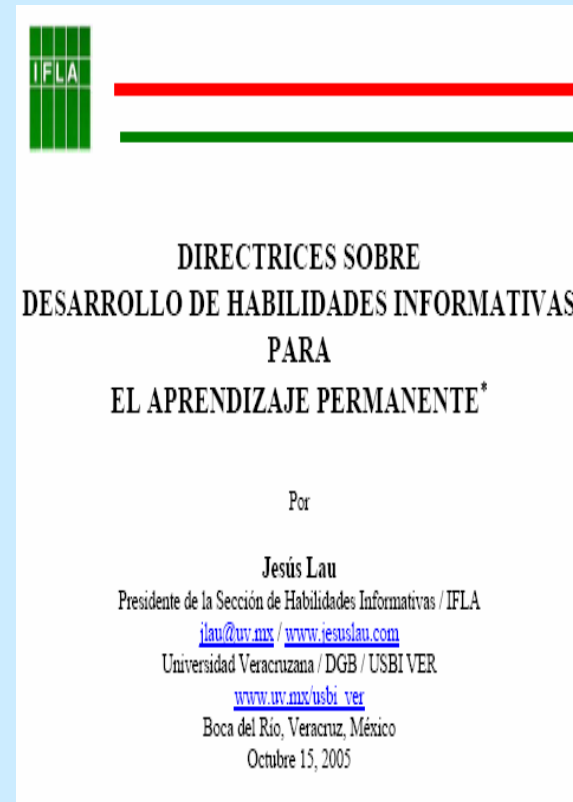 IFLA
DIRECTRICES SOBRE
DESARROLLO DE HABILIDADES INFORMATIVAS
PARA
EL APRENDIZAJE PERMANENTE*
Por
Jesús Lau
Presidente de la Sección de Habilidades Informativas / IFLA
jlau@uv.mx / www.jesuslau.com
Universidad Veracruzana / DGB / USBI VER
www.uv.mx/usbi_ver
Boca del Río, Veracruz, México
Octubre 15, 2005